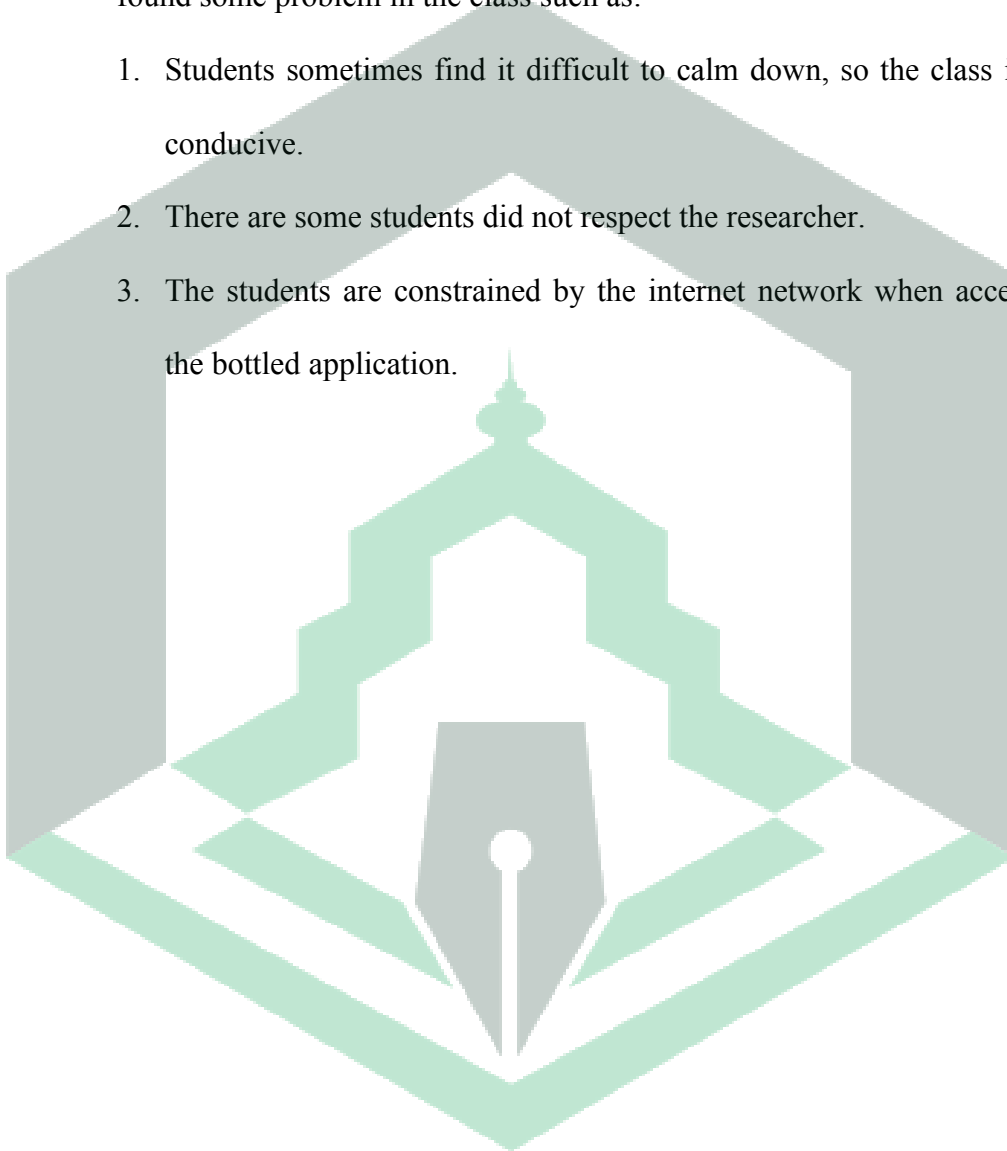 found some problem in the class such as:
1. Students sometimes find it difficult to calm down, so the class
conducive.
2. There are some students did not respect the researcher.
3. The students are constrained by the internet network when
the bottled application.